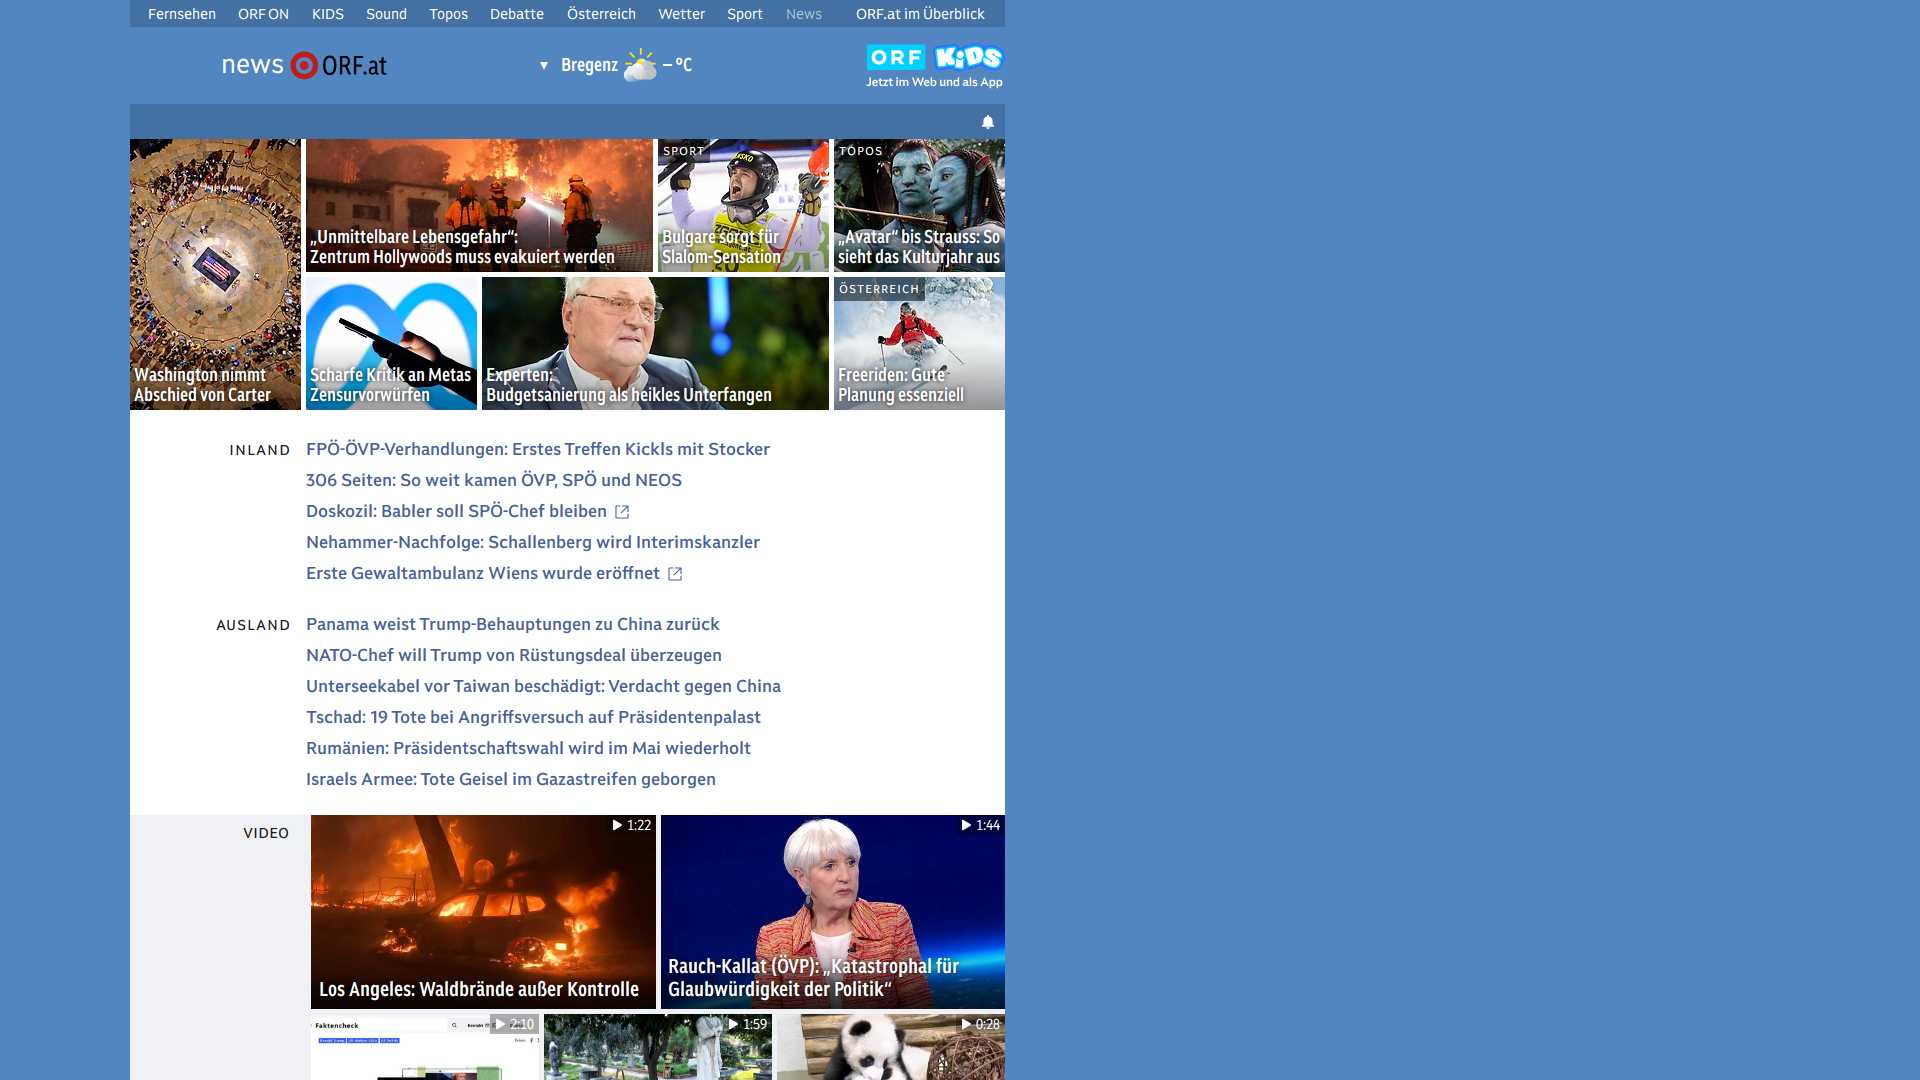 Fernsehen ORF ON KIDS Sound Topos Debatte Österreich Wetter Sport News ORF.at im Überblick
news ORF.at
▼ Bregenz – °C
ORF KiDS
Jetzt im Web und als App
Washington nimmt
Abschied von Carter
„Unmittelbare Lebensgefahr“:
Zentrum Hollywoods muss evakuiert werden
SPORT
Bulgare sorgt für
Slalom-Sensation
TOPOS
„Avatar“ bis Strauss: So
sieht das Kulturjahr aus
Scharfe Kritik an Metas
Zensurvorwürfen
Experten:
Budgetsanierung als heikles Unterfangen
ÖSTERREICH
Freeriden: Gute
Planung essenziell
INLAND
FPÖ-ÖVP-Verhandlungen: Erstes Treffen Kickls mit Stocker
306 Seiten: So weit kamen ÖVP, SPÖ und NEOS
Doskozil: Babler soll SPÖ-Chef bleiben
Nehammer-Nachfolge: Schallenberg wird Interimskanzler
Erste Gewaltambulanz Wiens wurde eröffnet
AUSLAND
Panama weist Trump-Behauptungen zu China zurück
NATO-Chef will Trump von Rüstungsdeal überzeugen
Unterseekabel vor Taiwan beschädigt: Verdacht gegen China
Tschad: 19 Tote bei Angriffsversuch auf Präsidentenpalast
Rumänien: Präsidentschaftswahl wird im Mai wiederholt
Israels Armee: Tote Geisel im Gazastreifen geborgen
VIDEO
1:22
Los Angeles: Waldbrände außer Kontrolle
1:44
Rauch-Kallat (ÖVP): „Katastrophal für
Glaubwürdigkeit der Politik“
Faktencheck
2:10
1:59
0:28